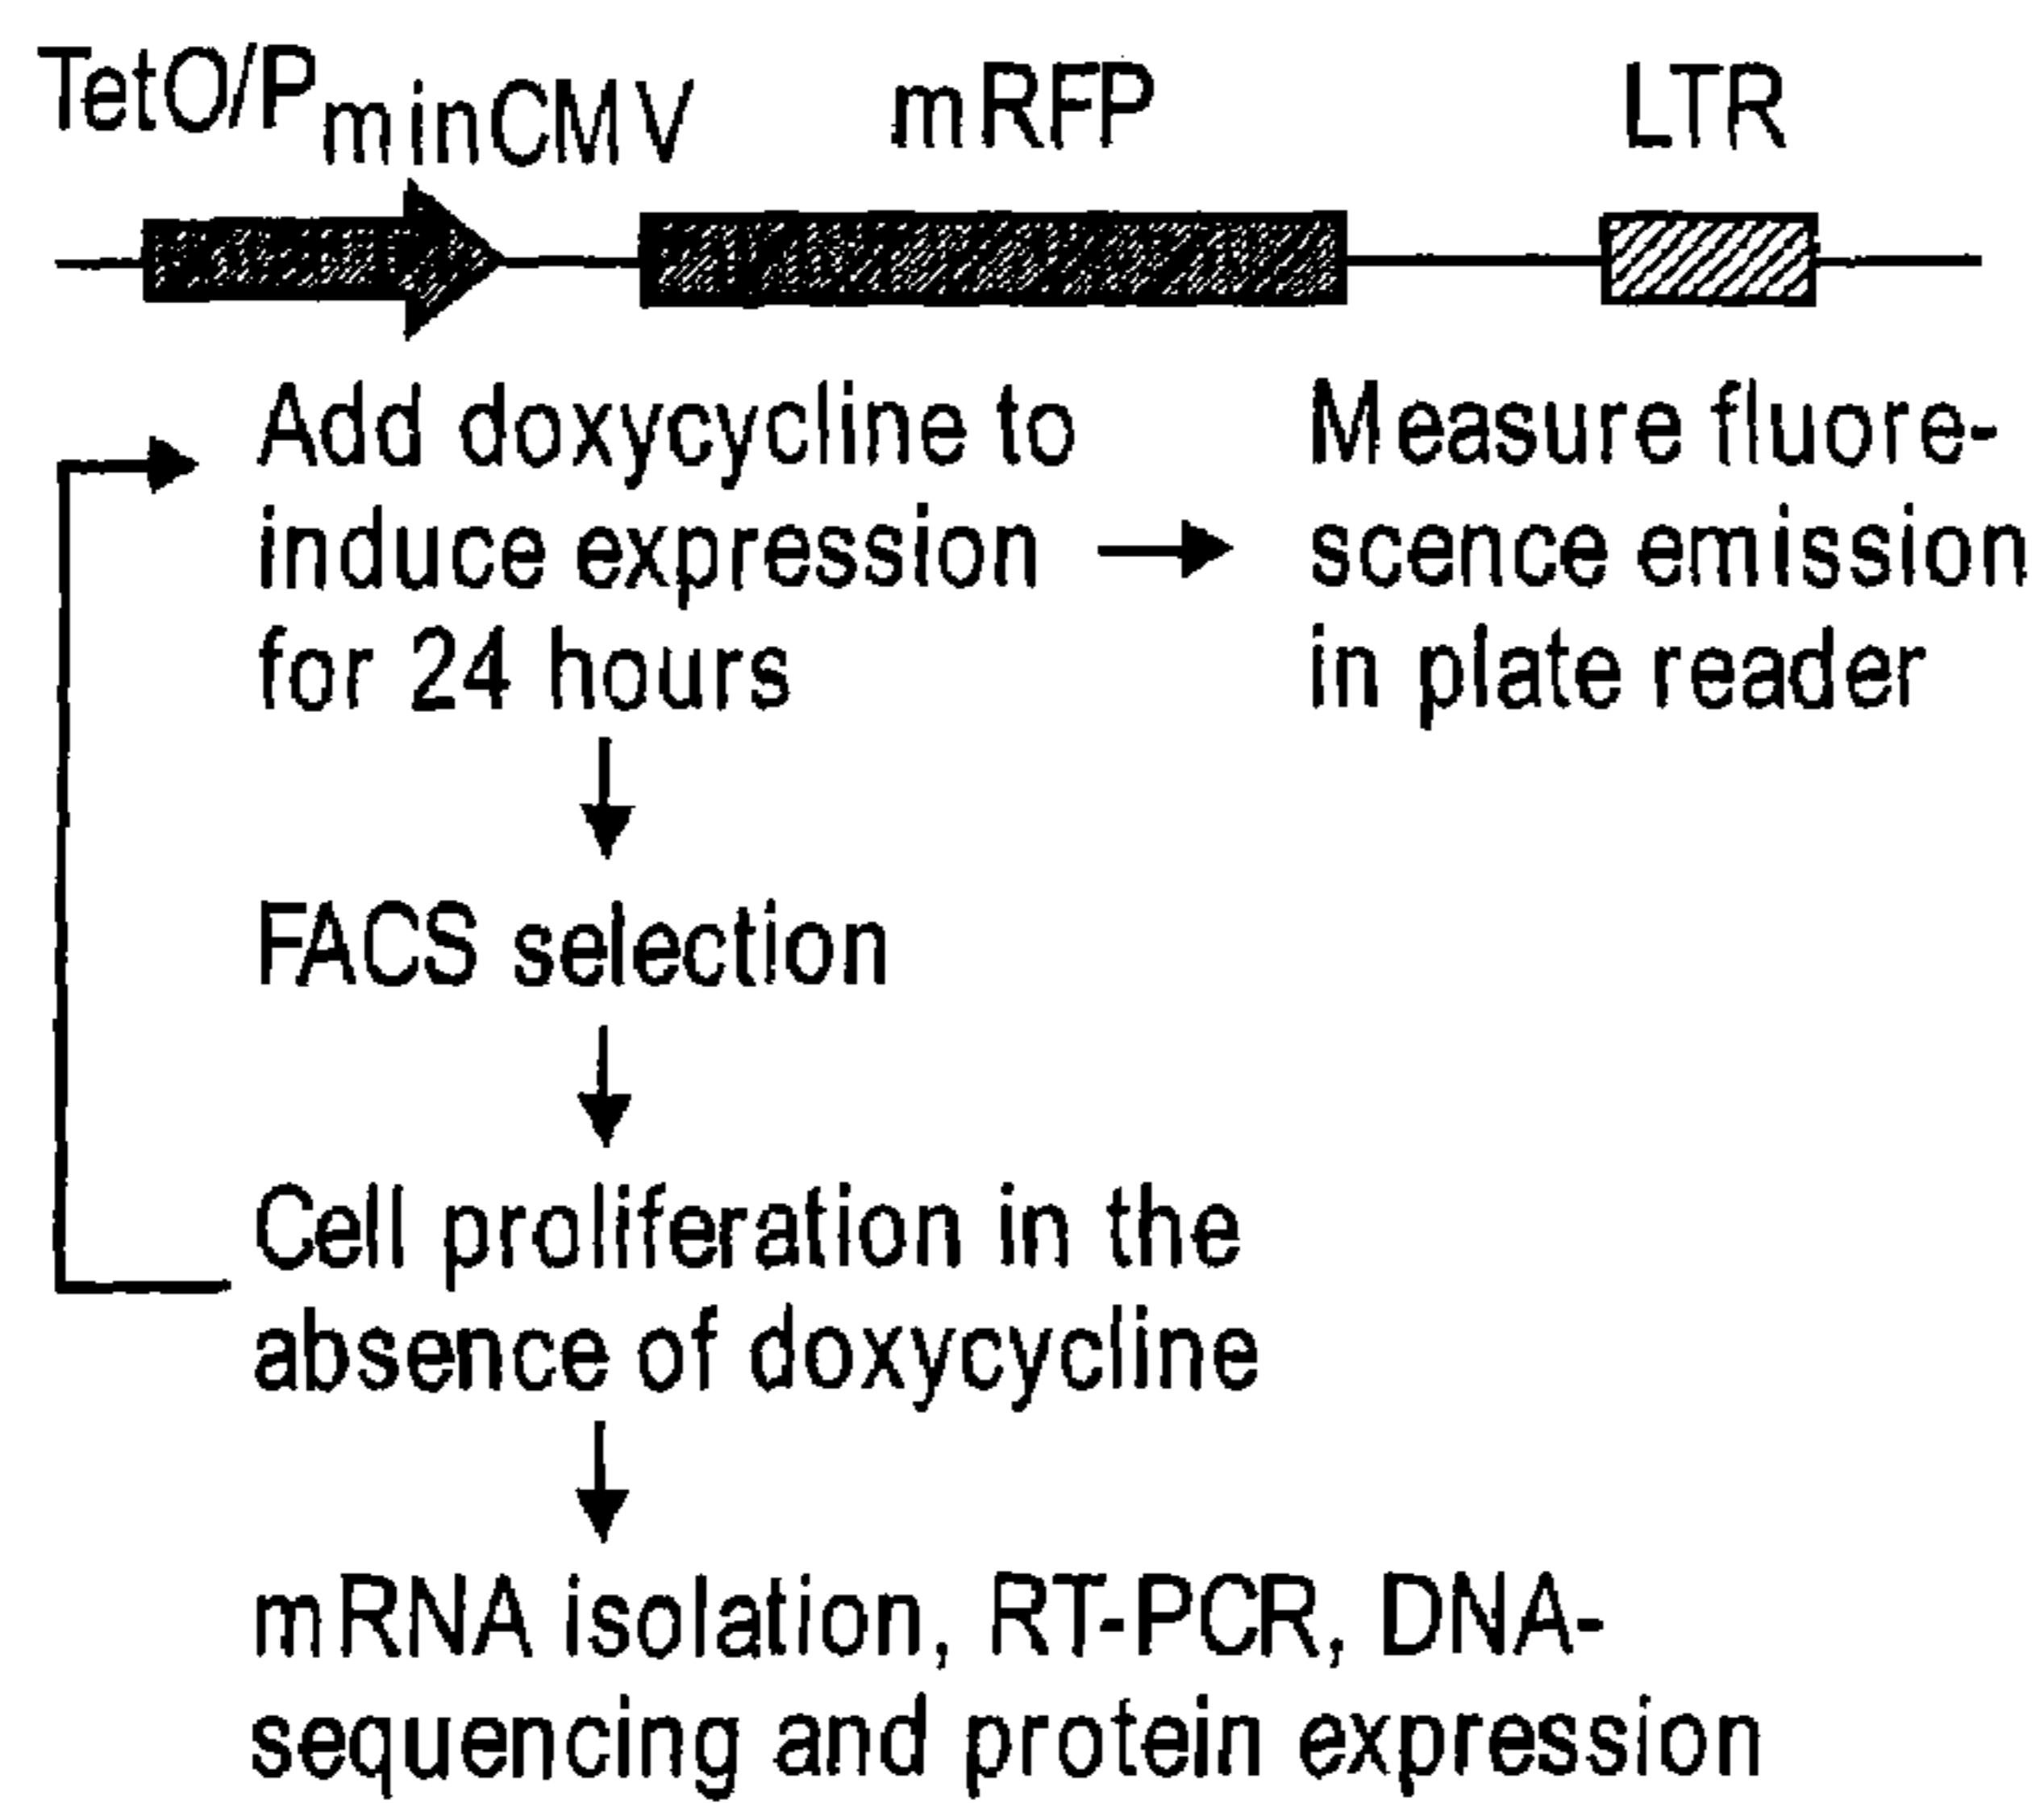 TetO/PminCMV mRFP LTR
Add doxycycline to
induce expression
for 24 hours
Measure fluore-
scence emission
in plate reader
FACS selection
Cell proliferation in the
absence of doxycycline
mRNA isolation, RT-PCR, DNA-
sequencing and protein expression